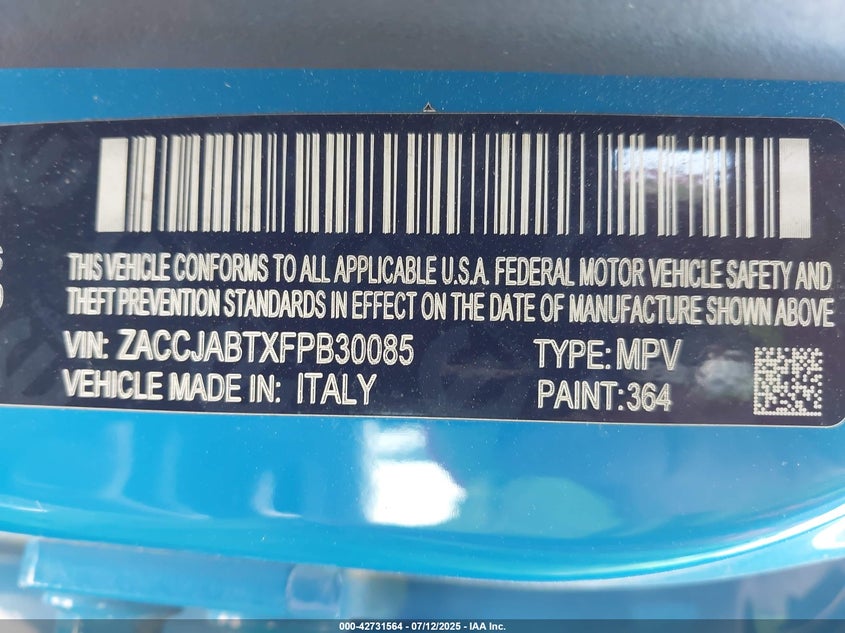 THIS VEHICLE CONFORMS TO ALL APPLICABLE U.S.A. FEDERAL MOTOR VEHICLE SAFETY AND
THEFT PREVENTION STANDARDS IN EFFECT ON THE DATE OF MANUFACTURE SHOWN ABOVE
VIN: ZACCJABTXFPB30085 TYPE: MPV
VEHICLE MADE IN: ITALY PAINT:364
000-42731564 | 07/12/2025 - IAA Inc.